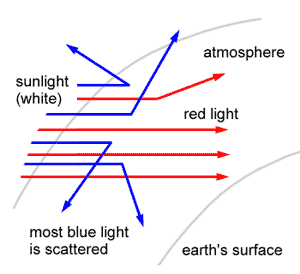 atmosphere
sunlight
(white)
red light
most blue light
is scattered
earth's surface